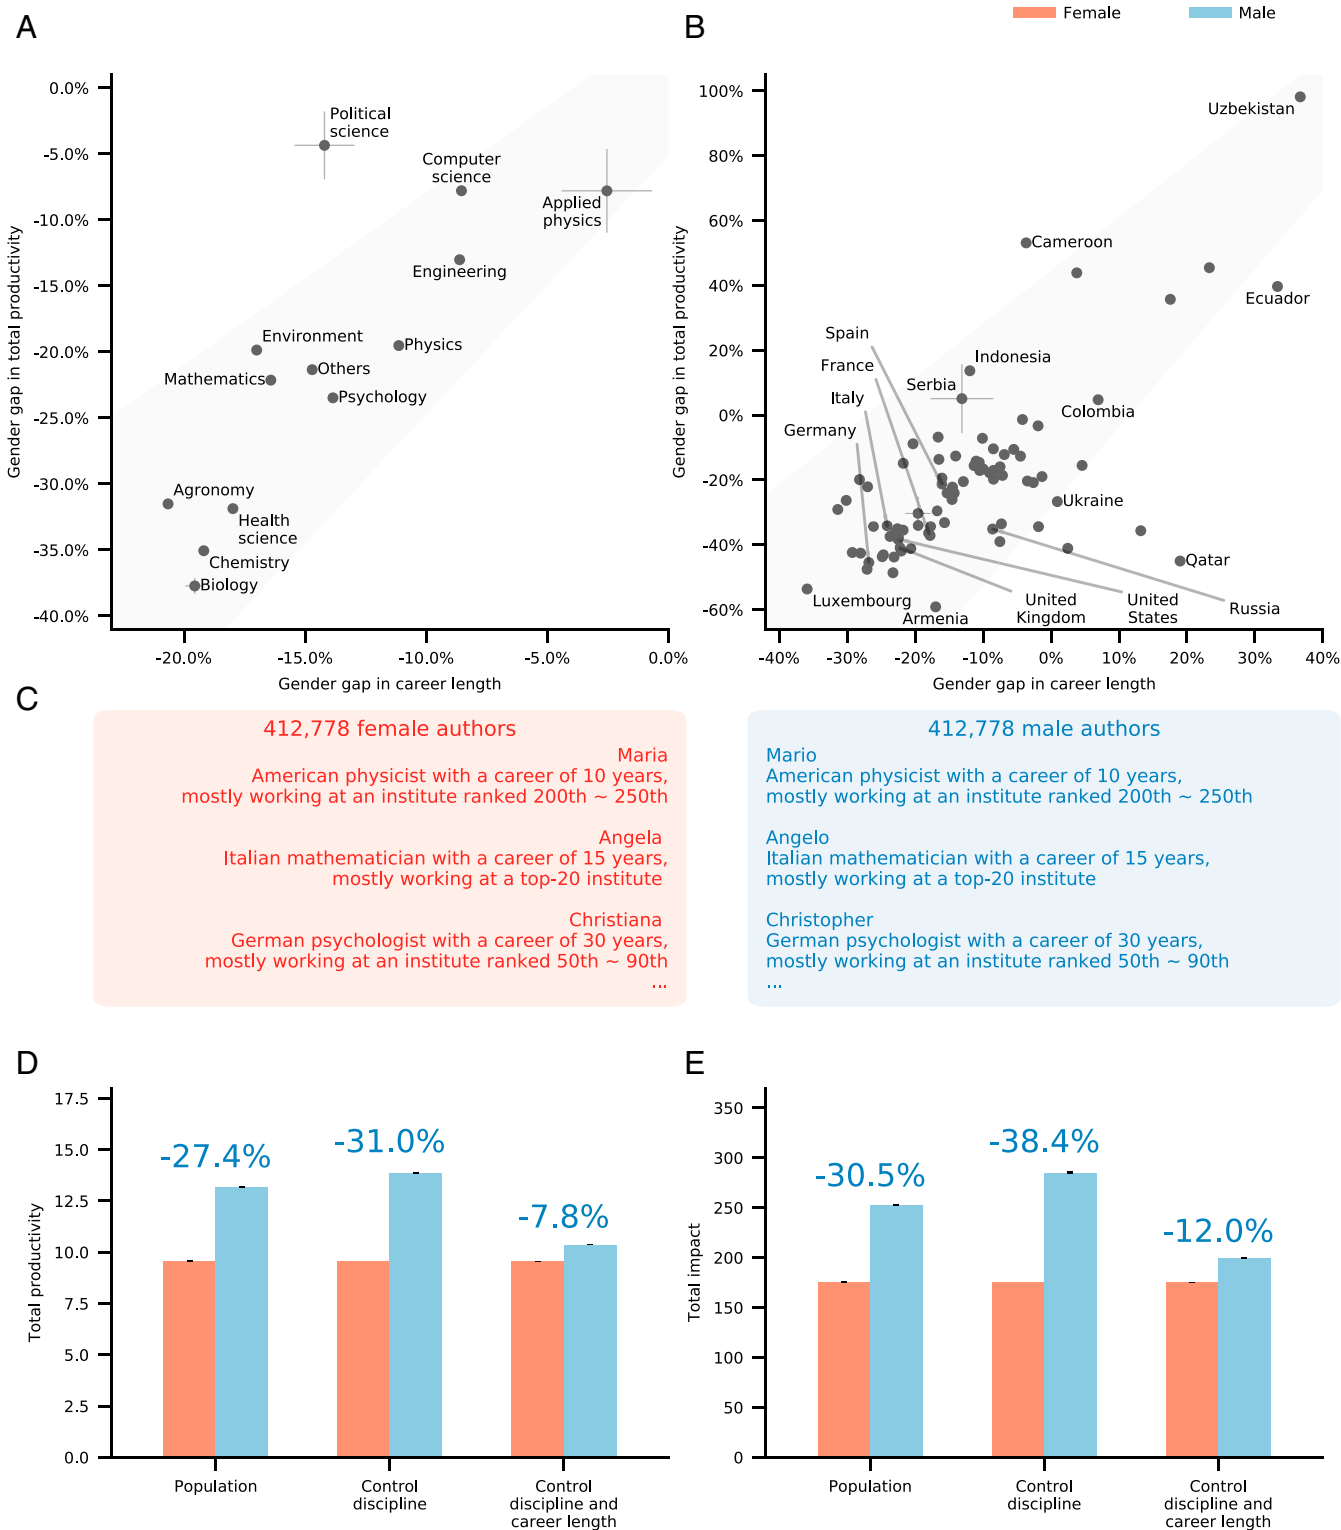 A
B
Female
Male
0.0%
-5.0%
-10.0%
-15.0%
-20.0%
-25.0%
-30.0%
-35.0%
-40.0%
Gender gap in total productivity
Political
science
Computer
science
Applied
physics
Engineering
Environment
Physics
Others
Mathematics
Psychology
Agronomy
Health
science
Chemistry
Biology
-20.0%
-15.0%
-10.0%
-5.0%
0.0%
Gender gap in career length
100%
80%
60%
40%
20%
0%
-20%
-40%
-60%
Gender gap in total productivity
Uzbekistan
Cameroon
Ecuador
Spain
Indonesia
France
Serbia
Italy
Colombia
Germany
Ukraine
Qatar
Luxembourg
Armenia
United
Kingdom
United
States
Russia
-40%
-30%
-20%
-10%
0%
10%
20%
30%
40%
Gender gap in career length
C
412,778 female authors
Maria
American physicist with a career of 10 years,
mostly working at an institute ranked 200th ~ 250th
Angela
Italian mathematician with a career of 15 years,
mostly working at a top-20 institute
Christiana
German psychologist with a career of 30 years,
mostly working at an institute ranked 50th ~ 90th
...
412,778 male authors
Mario
American physicist with a career of 10 years,
mostly working at an institute ranked 200th ~ 250th
Angelo
Italian mathematician with a career of 15 years,
mostly working at a top-20 institute
Christopher
German psychologist with a career of 30 years,
mostly working at an institute ranked 50th ~ 90th
...
D
17.5
15.0
12.5
10.0
7.5
5.0
2.5
0.0
Total productivity
-27.4%
-31.0%
-7.8%
Population
Control
discipline
Control
discipline and
career length
E
350
300
250
200
150
100
50
0
Total impact
-30.5%
-38.4%
-12.0%
Population
Control
discipline
Control
discipline and
career length